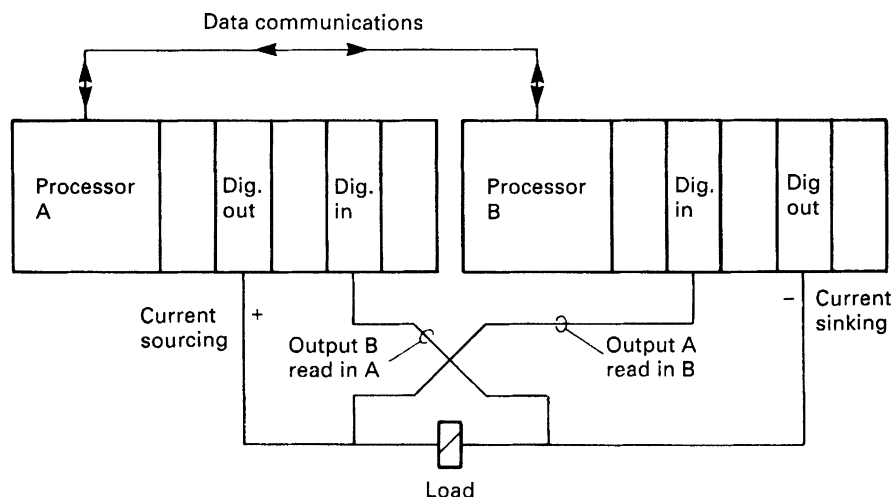 Data communications
Processor
A
Dig.
out
Dig.
in
Processor
B
Dig.
in
Dig
out
Current
sourcing
+
Output B
read in A
Output A
read in B
−
Current
sinking
Load